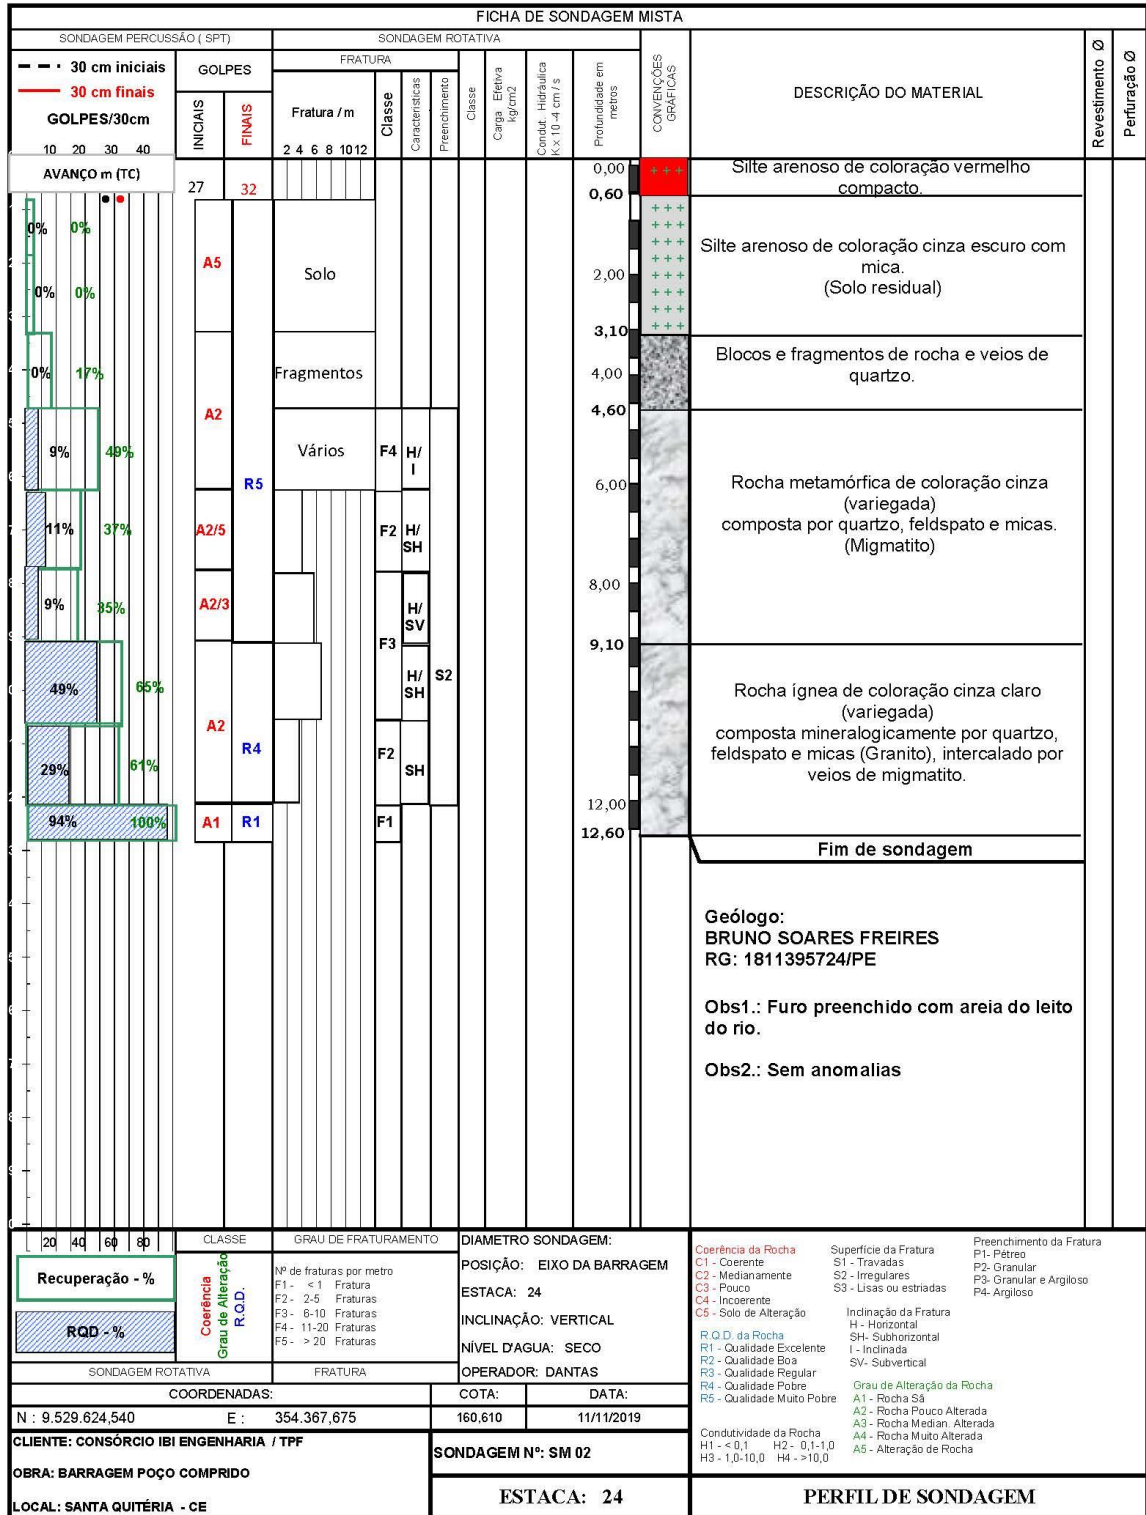 FICHA DE SONDAGEM MISTA
SONDAGEM PERCUSSÃO ( SPT)
SONDAGEM ROTATIVA
30 cm iniciais
30 cm finais
GOLPES/30cm
10 20 30 40
GOLPES
INICIAIS
FINAIS
FRATURA
Fratura / m
2 4 6 8 10 12
Classe
Caracteristicas
Preenchimento
Classe
Carga Efetiva
kg/cm2
Condut. Hidráulica
K x 10 -4 cm / s
Profundidade em
metros
CONVENÇÕES
GRÁFICAS
DESCRIÇÃO DO MATERIAL
Revestimento Ø
Perfuração Ø
AVANÇO m (TC)
27 32
0,00
0,60
Silte arenoso de coloração vermelho
compacto.
0% 0%
0% 0%
A5
Solo
2,00
3,10
Silte arenoso de coloração cinza escuro com
mica.
(Solo residual)
0% 17%
Fragmentos
4,00
4,60
Blocos e fragmentos de rocha e veios de
quartzo.
A2
9% 49%
Vários
F4
H/
I
R5
6,00
11% 37%
A2/5
F2
H/
SH
8,00
9% 35%
A2/3
H/
SV
F3
9,10
Rocha metamórfica de coloração cinza
(variegada)
composta por quartzo, feldspato e micas.
(Migmatito)
49% 65%
H/
SH
S2
A2
R4
29% 61%
F2
SH
12,00
94% 100%
A1
R1
F1
12,60
Rocha ígnea de coloração cinza claro
(variegada)
composta mineralogicamente por quartzo,
feldspato e micas (Granito), intercalado por
veios de migmatito.
Fim de sondagem
Geólogo:
BRUNO SOARES FREIRES
RG: 1811395724/PE
Obs1.: Furo preenchido com areia do leito
do rio.
Obs2.: Sem anomalias
20 40 60 80
Recuperação - %
RQD - %
SONDAGEM ROTATIVA
CLASSE
Coerência
Grau de Alteração
R.Q.D.
GRAU DE FRATURAMENTO
Nº de fraturas por metro
F1 - < 1 Fratura
F2 - 2-5 Fraturas
F3 - 6-10 Fraturas
F4 - 11-20 Fraturas
F5 - > 20 Fraturas
FRATURA
DIAMETRO SONDAGEM:
POSIÇÃO: EIXO DA BARRAGEM
ESTACA: 24
INCLINAÇÃO: VERTICAL
NÍVEL D'AGUA: SECO
OPERADOR: DANTAS
Coerência da Rocha
C1 - Coerente
C2 - Medianamente
C3 - Pouco
C4 - Incoerente
C5 - Solo de Alteração
R.Q.D. da Rocha
R1 - Qualidade Excelente
R2 - Qualidade Boa
R3 - Qualidade Regular
R4 - Qualidade Pobre
R5 - Qualidade Muito Pobre
Condutividade da Rocha
H1 - < 0,1 H2 - 0,1-1,0
H3 - 1,0-10,0 H4 - >10,0
Superfície da Fratura
S1 - Travadas
S2 - Irregulares
S3 - Lisas ou estriadas
Inclinação da Fratura
H - Horizontal
SH- Subhorizontal
I - Inclinada
SV- Subvertical
Grau de Alteração da Rocha
A1 - Rocha Sã
A2 - Rocha Pouco Alterada
A3 - Rocha Median. Alterada
A4 - Rocha Muito Alterada
A5 - Alteração de Rocha
Preenchimento da Fratura
P1- Pétreo
P2- Granular
P3- Granular e Argiloso
P4- Argiloso
COORDENADAS:
COTA:
DATA:
N : 9.529.624,540 E : 354.367,675
160,610
11/11/2019
CLIENTE: CONSÓRCIO IBI ENGENHARIA / TPF
OBRA: BARRAGEM POÇO COMPRIDO
LOCAL: SANTA QUITÉRIA - CE
SONDAGEM Nº: SM 02
ESTACA: 24
PERFIL DE SONDAGEM